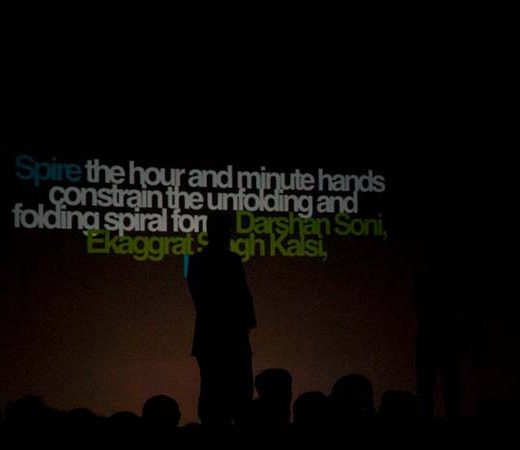 Spire the hour and minute hands
constrain the unfolding and
folding spiral Darshan Soni,
Ekaggrat Kalsi,